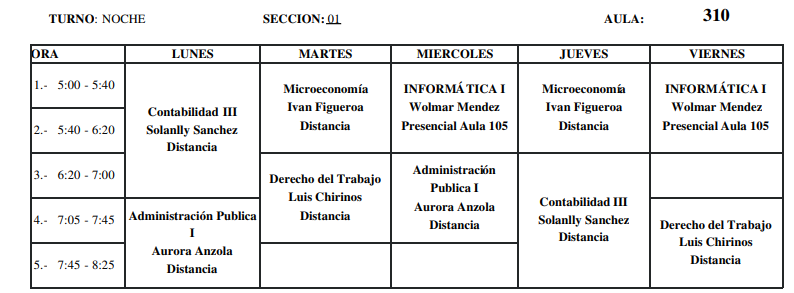 TURNO: NOCHE SECCION: 01 AULA: 310
ORA LUNES MARTES MIERCOLES JUEVES VIERNES
1.- 5:00 - 5:40
2.- 5:40 - 6:20
3.- 6:20 - 7:00
4.- 7:05 - 7:45
5.- 7:45 - 8:25
Contabilidad III
Solanlly Sanchez
Distancia
Administración Publica
I
Aurora Anzola
Distancia
Microeconomía
Ivan Figueroa
Distancia
Derecho del Trabajo
Luis Chirinos
Distancia
INFORMÁTICA I
Wolmar Mendez
Presencial Aula 105
Administración
Publica I
Aurora Anzola
Distancia
Microeconomía
Ivan Figueroa
Distancia
Contabilidad III
Solanlly Sanchez
Distancia
INFORMÁTICA I
Wolmar Mendez
Presencial Aula 105
Derecho del Trabajo
Luis Chirinos
Distancia